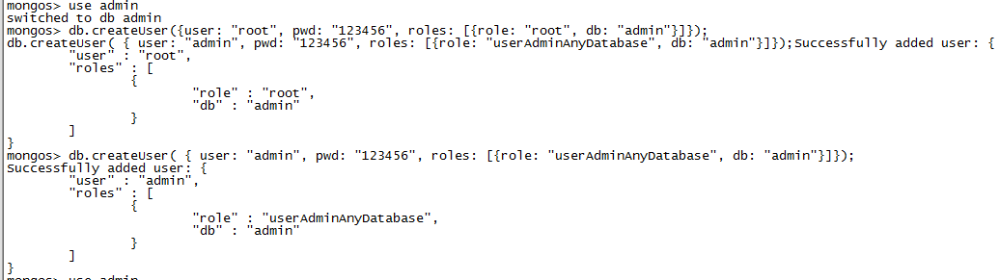 mongos> use admin
switched to db admin
mongos> db.createUser({user: "root", pwd: "123456", roles: [{role: "root", db: "admin"}]});
db.createUser( { user: "admin", pwd: "123456", roles: [{role: "userAdminAnyDatabase", db: "admin"}]});Successfully added user: {
        "user" : "root",
        "roles" : [
                {
                        "role" : "root",
                        "db" : "admin"
                }
        ]
}
mongos> db.createUser( { user: "admin", pwd: "123456", roles: [{role: "userAdminAnyDatabase", db: "admin"}]});
Successfully added user: {
        "user" : "admin",
        "roles" : [
                {
                        "role" : "userAdminAnyDatabase",
                        "db" : "admin"
                }
        ]
}
mongos> use admin